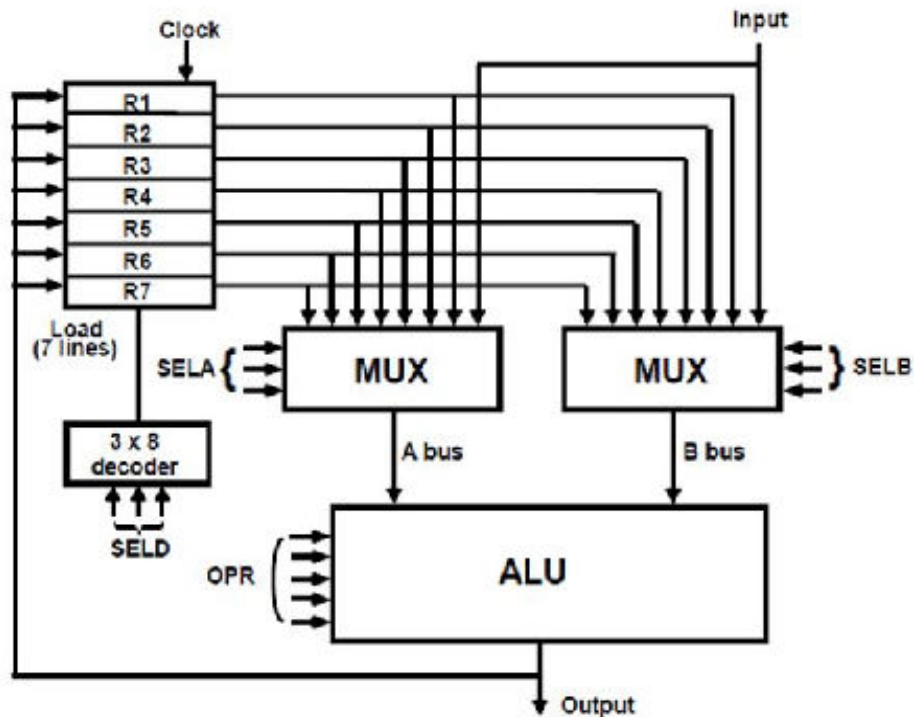 Clock
Input
R1
R2
R3
R4
R5
R6
R7
Load
(7 lines)
SELA {
MUX
MUX
} SELB
3 x 8
decoder
A bus
B bus
SELD
OPR
ALU
Output